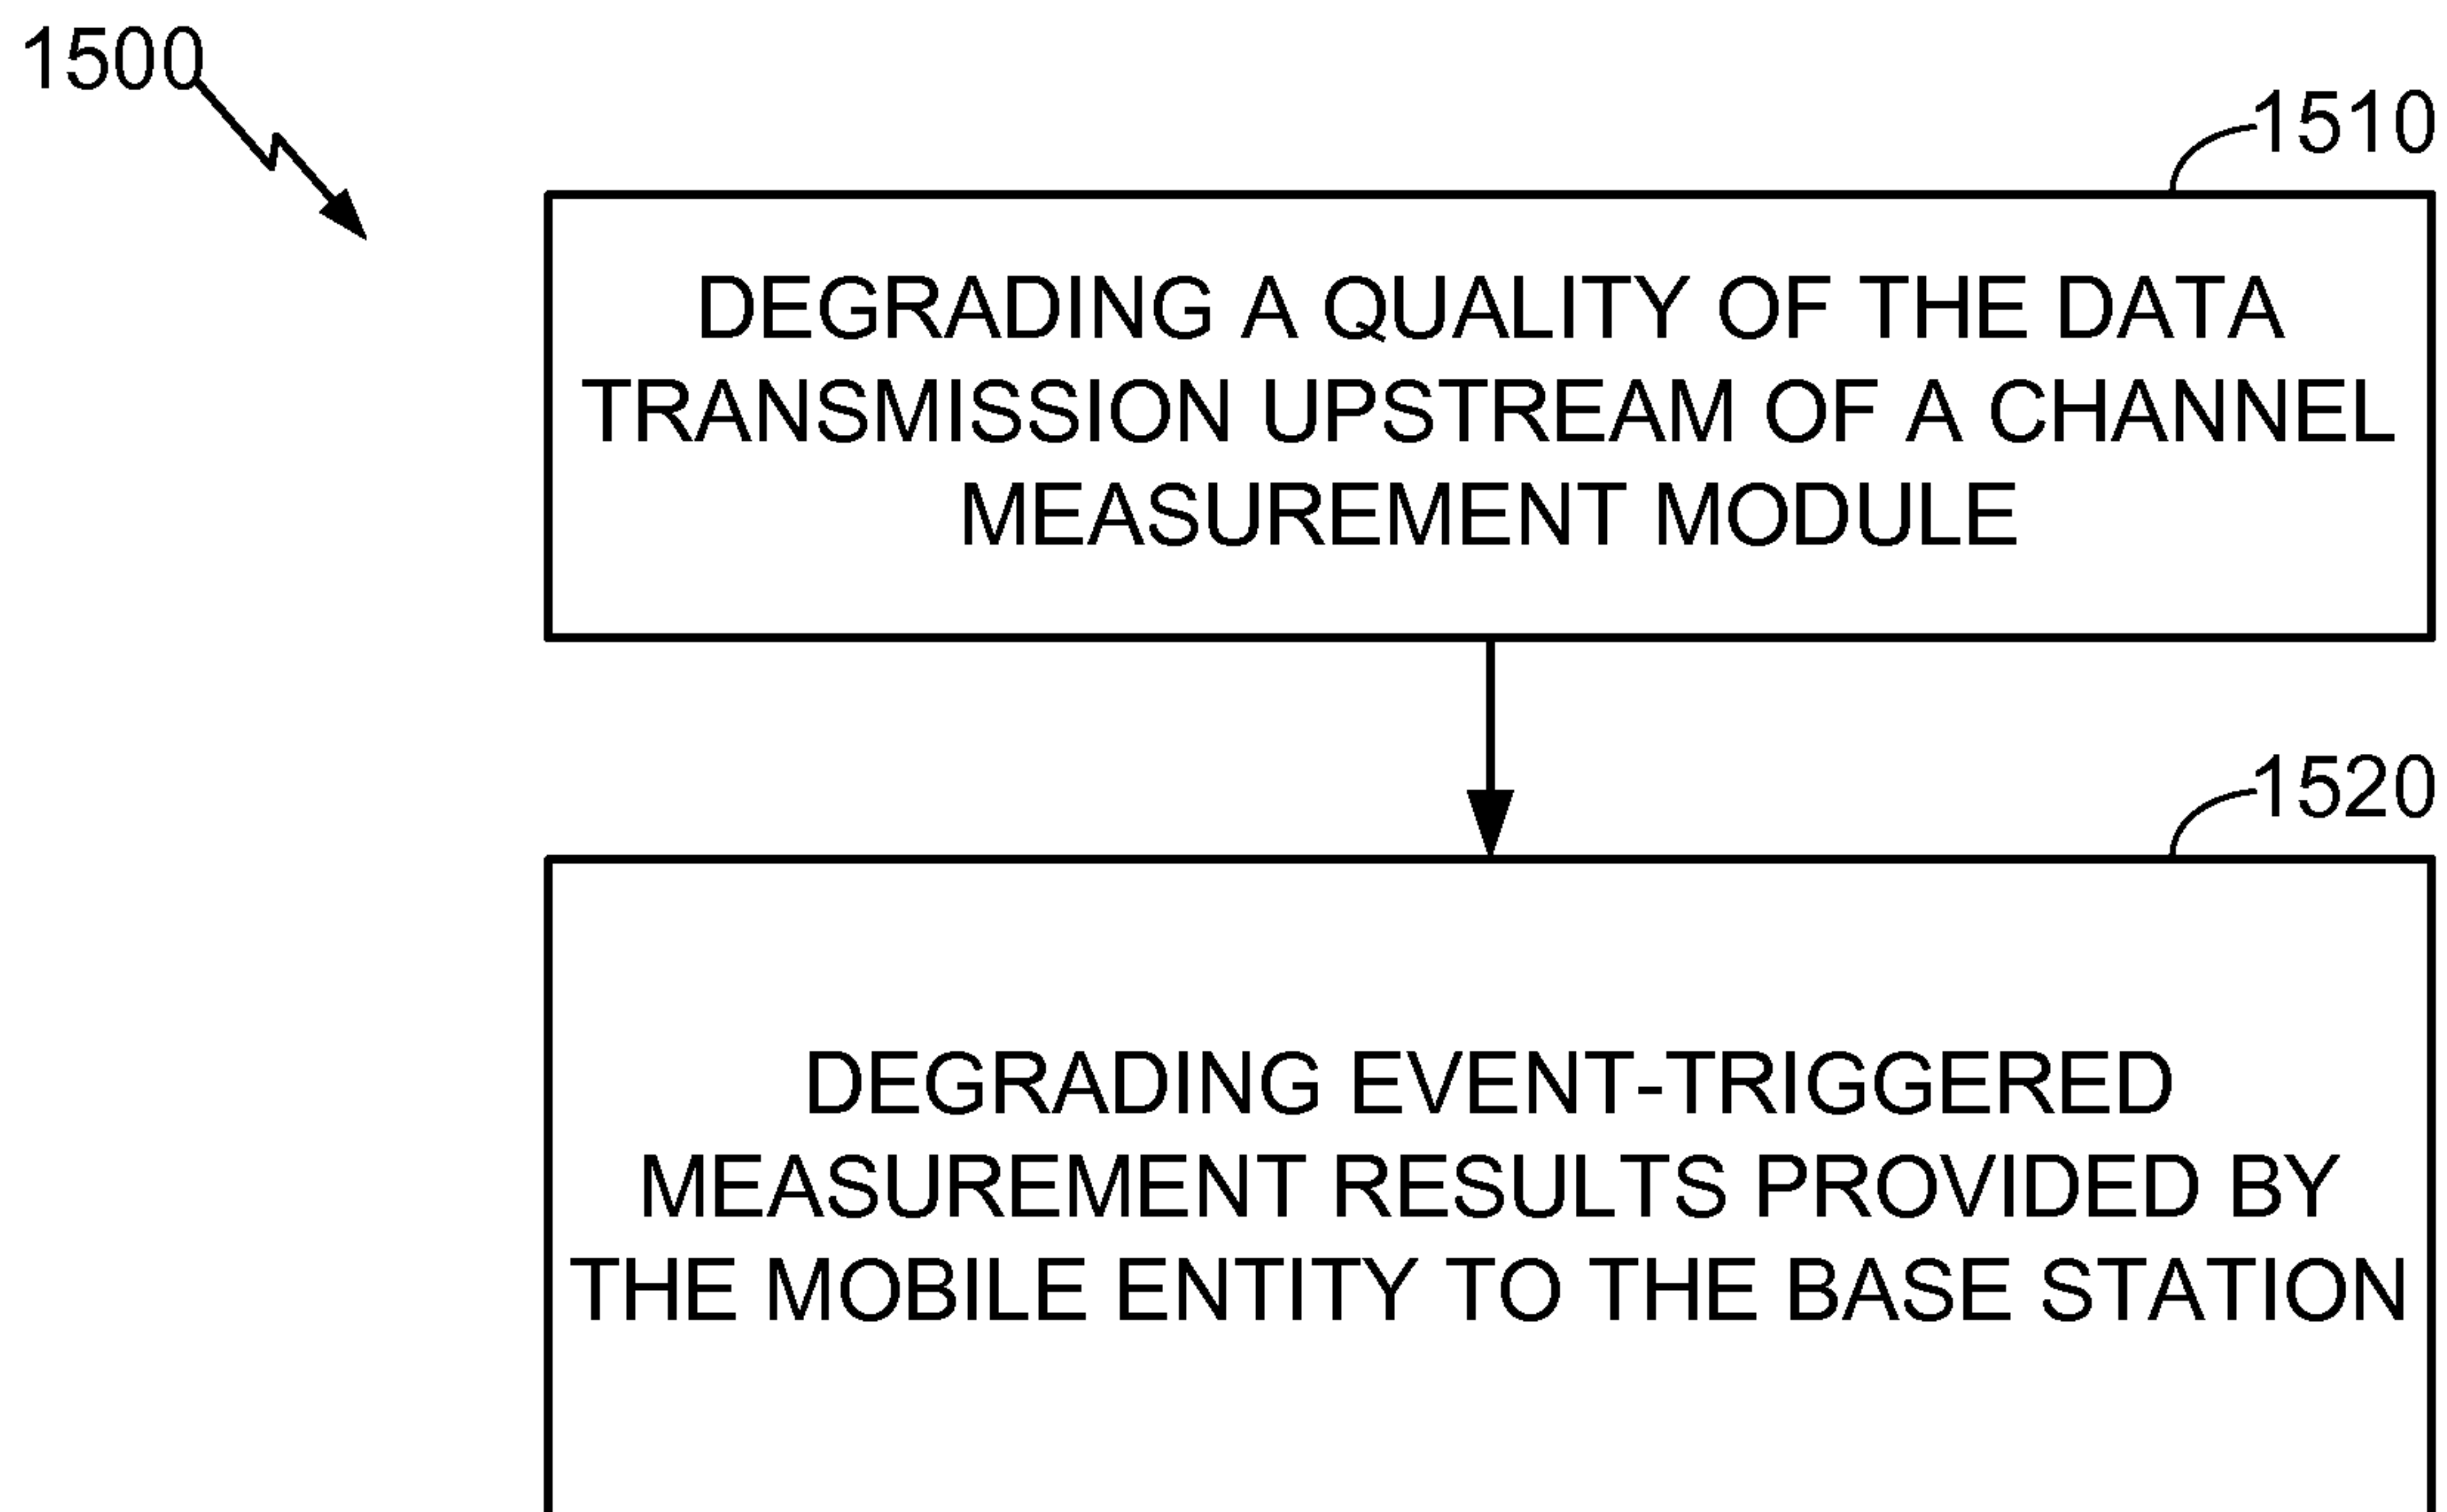 1500
1510
DEGRADING A QUALITY OF THE DATA
TRANSMISSION UPSTREAM OF A CHANNEL
MEASUREMENT MODULE
1520
DEGRADING EVENT-TRIGGERED
MEASUREMENT RESULTS PROVIDED BY
THE MOBILE ENTITY TO THE BASE STATION